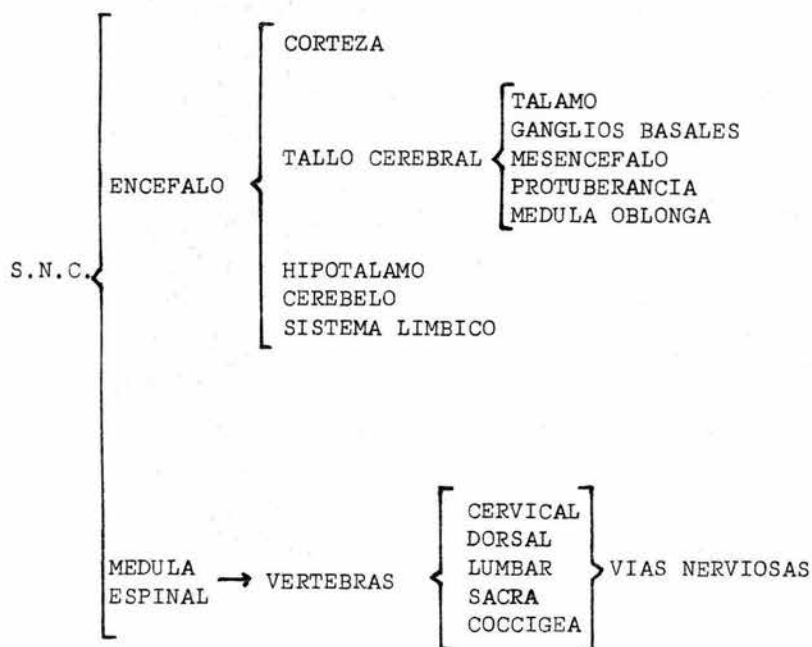 CORTEZA
TALAMO
GANGLIOS BASALES
TALLO CEREBRAL
MESENCEFALO
ENCEFALO
PROTUBERANCIA
MEDULA OBLONGA
S.N.C.
HIPOTALAMO
CEREBELO
SISTEMA LIMBICO
CERVICAL
DORSAL
MEDULA
ESPINAL
VERTEBRAS
LUMBAR
SACRA
COCCIGEA
VIAS NERVIOSAS